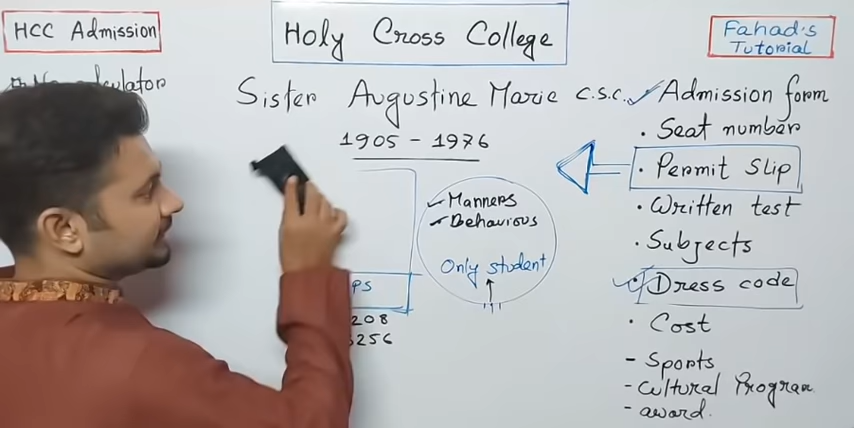 HCC Admission
Holy Cross College
Fahad's
Tutorial
Sister Augustine Marie C.S.C.
1905 - 1976
Manners
Behavious
Only student
PS
208
256
Admission form
. Seat number
. Permit Slip
. Written test
. Subjects
Dress code
. Cost
- Sports
- Cultural Program
- award.